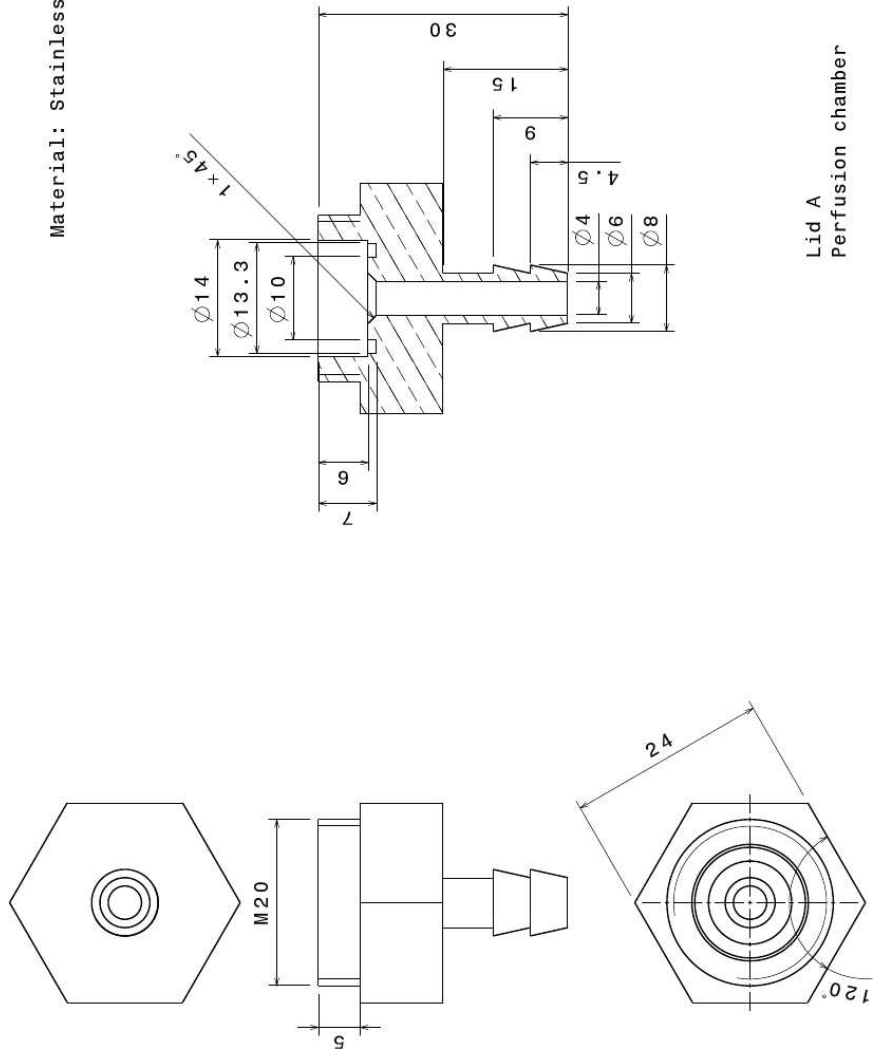 Material: Stainless
30
15
9
4.5
1×45°
Ø14
Ø13.3
Ø10
Ø4
Ø6
Ø8
6
7
Lid A
Perfusion chamber
M20
5
24
120°